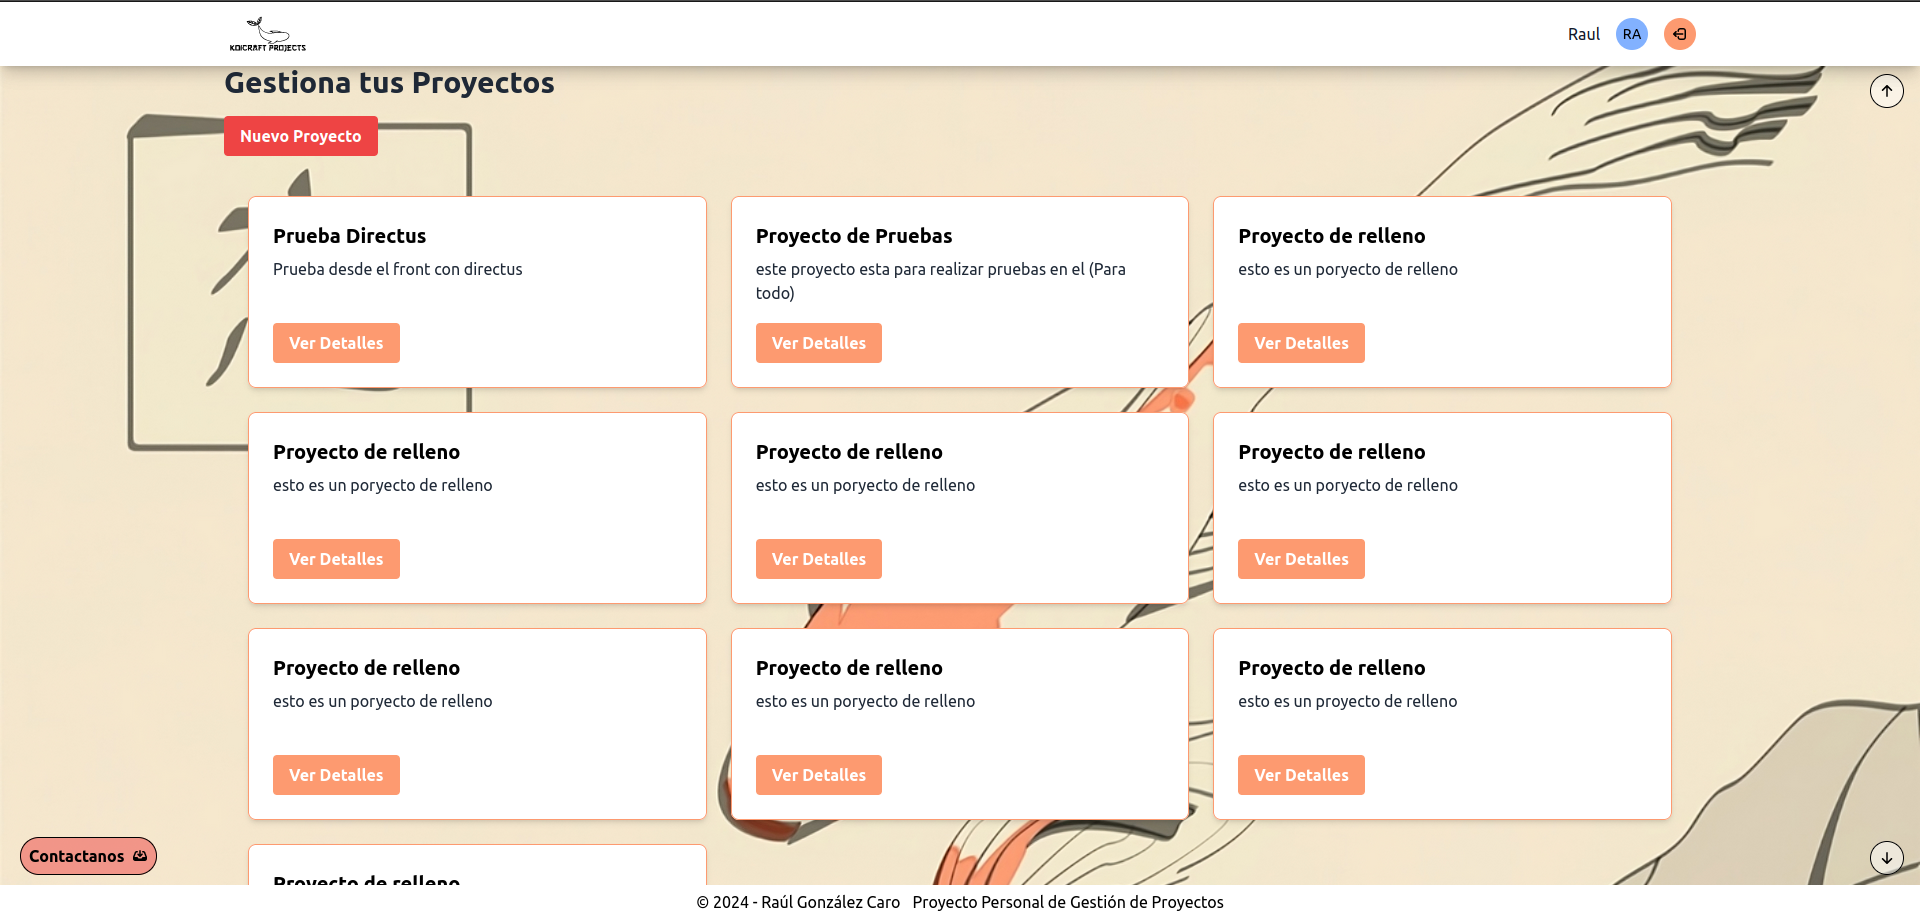 KOICRAFT PROJECTS
Raul
RA
Gestiona tus Proyectos
Nuevo Proyecto
Prueba Directus
Prueba desde el front con directus
Ver Detalles
Proyecto de Pruebas
este proyecto esta para realizar pruebas en el (Para
todo)
Ver Detalles
Proyecto de relleno
esto es un poryecto de relleno
Ver Detalles
Proyecto de relleno
esto es un poryecto de relleno
Ver Detalles
Proyecto de relleno
esto es un poryecto de relleno
Ver Detalles
Proyecto de relleno
esto es un poryecto de relleno
Ver Detalles
Proyecto de relleno
esto es un poryecto de relleno
Ver Detalles
Proyecto de relleno
esto es un poryecto de relleno
Ver Detalles
Proyecto de relleno
esto es un proyecto de relleno
Ver Detalles
Proyecto de relleno
Contactanos
© 2024 - Raúl González Caro Proyecto Personal de Gestión de Proyectos